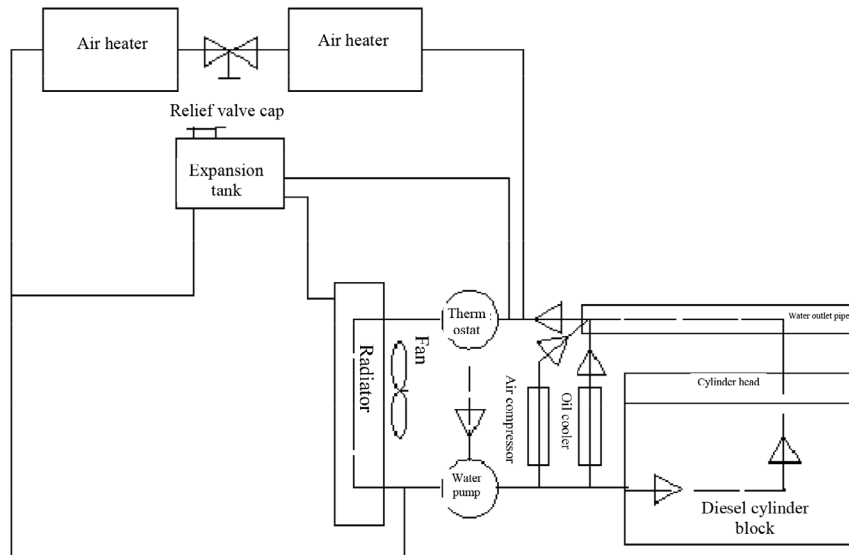 Air heater
Air heater
Relief valve cap
Expansion
tank
Therm
ostat
Water outlet pipe
Fan
Radiator
Air compressor
Oil cooler
Cylinder head
Water
pump
Diesel cylinder
block